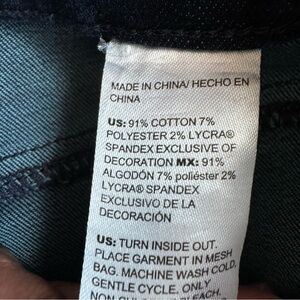 MADE IN CHINA/ HECHO EN
CHINA
US: 91% COTTON 7%
POLYESTER 2% LYCRA®
SPANDEX EXCLUSIVE OF
DECORATION MX: 91%
ALGODÓN 7% poliéster 2%
LYCRA® SPANDEX
EXCLUSIVO DE LA
DECORACIÓN
US: TURN INSIDE OUT.
PLACE GARMENT IN MESH
BAG. MACHINE WASH COLD,
GENTLE CYCLE. ONLY